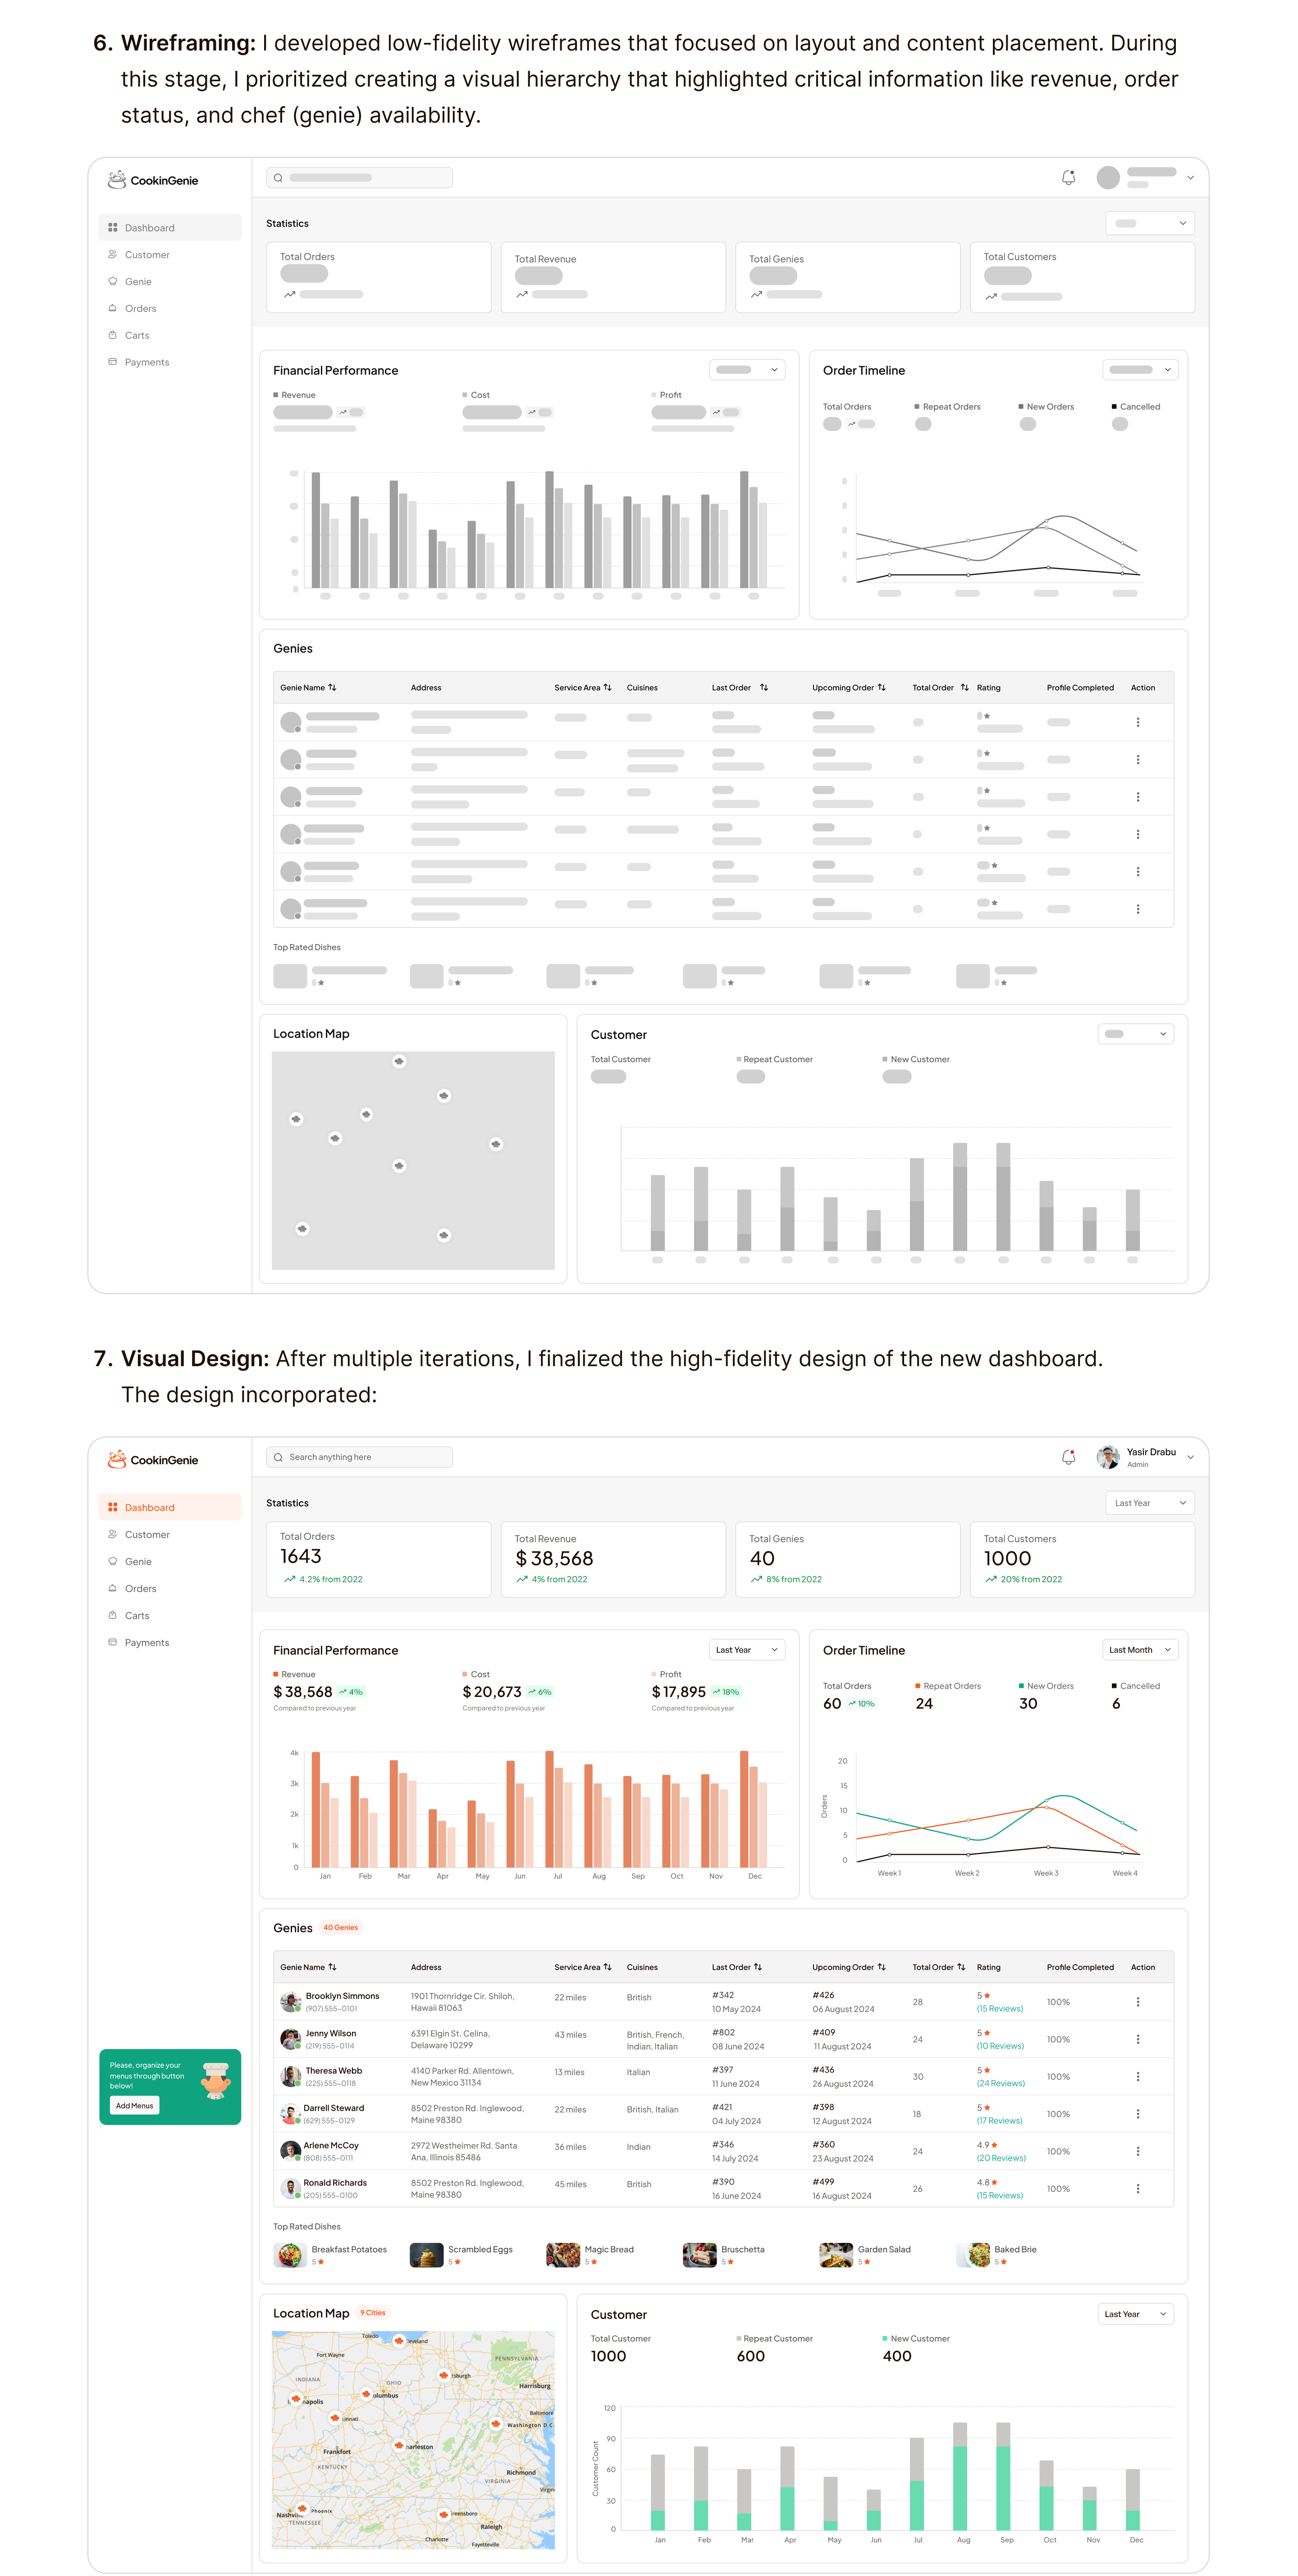 6. Wireframing: I developed low-fidelity wireframes that focused on layout and content placement. During
this stage, I prioritized creating a visual hierarchy that highlighted critical information like revenue, order
status, and chef (genie) availability.
CookinGenie
Dashboard
Customer
Genie
Orders
Carts
Payments
Statistics
Total Orders
Total Revenue
Total Genies
Total Customers
Financial Performance
Revenue
Cost
Profit
Order Timeline
Total Orders
Repeat Orders
New Orders
Cancelled
Genies
Genie Name Address Service Area Cuisines Last Order Upcoming Order Total Order Rating Profile Completed Action
Top Rated Dishes
Location Map
Customer
Total Customer
Repeat Customer
New Customer
7. Visual Design: After multiple iterations, I finalized the high-fidelity design of the new dashboard.
The design incorporated:
CookinGenie
Search anything here
Yasir Drabu
Admin
Dashboard
Customer
Genie
Orders
Carts
Payments
Please, organize your
menus through button
below!
Add Menus
Statistics
Last Year
Total Orders
1643
4.2% from 2022
Total Revenue
$ 38,568
4% from 2022
Total Genies
40
8% from 2022
Total Customers
1000
20% from 2022
Financial Performance
Last Year
Revenue
$ 38,568 4%
Compared to previous year
Cost
$ 20,673 6%
Compared to previous year
Profit
$ 17,895 18%
Compared to previous year
4k
3k
2k
1k
0
Jan Feb Mar Apr May Jun Jul Aug Sep Oct Nov Dec
Order Timeline
Last Month
Total Orders
60 10%
Repeat Orders
24
New Orders
30
Cancelled
6
Orders
20
15
10
5
0
Week 1 Week 2 Week 3 Week 4
Genies 40 Genies
Genie Name Address Service Area Cuisines Last Order Upcoming Order Total Order Rating Profile Completed Action
Brooklyn Simmons
(907) 555-0101
1901 Thornridge Cir. Shiloh,
Hawaii 81063
22 miles
British
#342
10 May 2024
#426
06 August 2024
28
5
(15 Reviews)
100%
Jenny Wilson
(219) 555-0114
6391 Elgin St. Celina,
Delaware 10299
43 miles
British, French,
Indian, Italian
#802
08 June 2024
#409
11 August 2024
24
5
(10 Reviews)
100%
Theresa Webb
(225) 555-0118
4140 Parker Rd. Allentown,
New Mexico 31134
13 miles
Italian
#397
11 June 2024
#436
26 August 2024
30
5
(24 Reviews)
100%
Darrell Steward
(629) 555-0129
8502 Preston Rd. Inglewood,
Maine 98380
22 miles
British, Italian
#421
04 July 2024
#398
12 August 2024
18
5
(17 Reviews)
100%
Arlene McCoy
(808) 555-0111
2972 Westheimer Rd. Santa
Ana, Illinois 85486
36 miles
Indian
#346
14 July 2024
#360
23 August 2024
24
4.9
(20 Reviews)
100%
Ronald Richards
(205) 555-0100
8502 Preston Rd. Inglewood,
Maine 98380
45 miles
British
#390
16 June 2024
#499
16 August 2024
26
4.8
(15 Reviews)
100%
Top Rated Dishes
Breakfast Potatoes
5
Scrambled Eggs
5
Magic Bread
5
Bruschetta
5
Garden Salad
5
Baked Brie
5
Location Map 9 Cities
Toledo
eveland
Fort Wayne
PENNSYLVANIA
sburgh
INDIANA
OHIO
Harrisburg
napolis
olumbus
Baltimore
cinnati
Washington D.C.
Frankfort
harleston
KENTUCKY
Richmond
VIRGINIA
Virgin
Nashvil
Phoenix
TENNESSEE
reensboro
Raleigh
Charlotte
Fayetteville
Customer
Last Year
Total Customer
1000
Repeat Customer
600
New Customer
400
Customer Count
120
90
60
30
0
Jan Feb Mar Apr May Jun Jul Aug Sep Oct Nov Dec